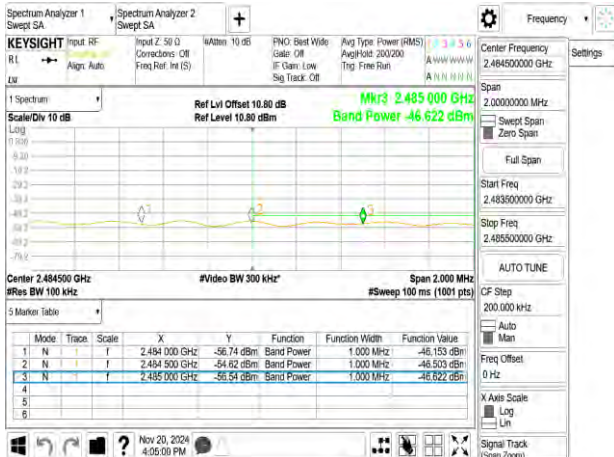 Spectrum Analyzer 1
Swept SA
Spectrum Analyzer 2
Swept SA
+
Frequency
KEYSIGHT
Input: RF
Align: Auto
Input Z: 50 Ω
Corrections: Off
Freq Ref: Int (S)
#Atten: 10 dB
PNO: Best Wide
Gate: Off
IF Gain: Low
Sig Track: Off
Avg Type: Power (RMS)
Avg|Hold: 200/200
Trig: Free Run
1 Spectrum
Scale/Div 10 dB
Log
Ref Lvl Offset 10.80 dB
Ref Level 10.80 dBm
Mkr3 2.485 000 GHz
Band Power -46.622 dBm
Center 2.484500 GHz
#Res BW 100 kHz
#Video BW 300 kHz*
Span 2.000 MHz
#Sweep 100 ms (1001 pts)
5 Marker Table
Mode Trace Scale X Y Function Function Width Function Value
1 N 1 f 2.484 000 GHz -56.74 dBm Band Power 1.000 MHz -46.153 dBm
2 N 1 f 2.484 500 GHz -54.62 dBm Band Power 1.000 MHz -46.503 dBm
3 N f 2.485 000 GHz -56.54 dBm Band Power 1.000 MHz -46.622 dBm
4
5
6
Nov 20, 2024
4:05:09 PM
Center Frequency
2.484500000 GHz
Settings
Span
2.00000000 MHz
Swept Span
Zero Span
Full Span
Start Freq
2.483500000 GHz
Stop Freq
2.485500000 GHz
AUTO TUNE
CF Step
200.000 kHz
Auto
Man
Freq Offset
0 Hz
X Axis Scale
Log
Lin
Signal Track
(Span Zoom)